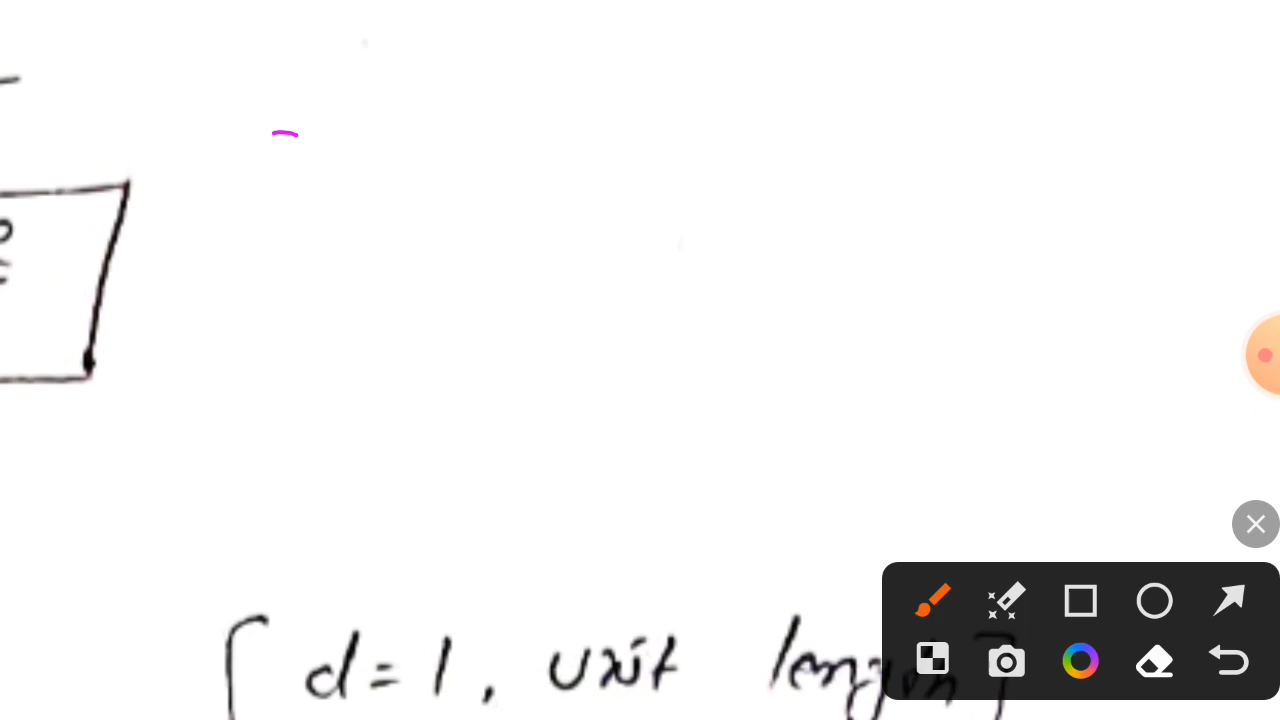 [ d = 1 , unit length ]